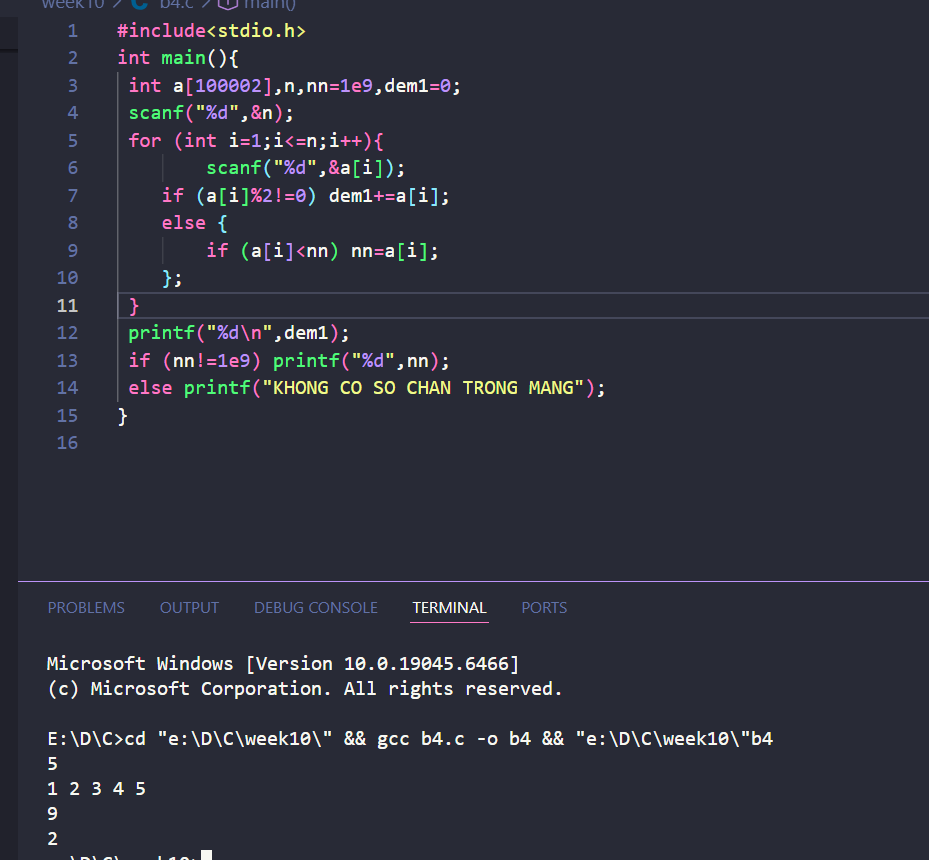 week10 > C b4.c > main()
1 #include<stdio.h>
2 int main(){
3 int a[100002],n,nn=1e9,dem1=0;
4 scanf("%d",&n);
5 for (int i=1;i<=n;i++){
6 scanf("%d",&a[i]);
7 if (a[i]%2!=0) dem1+=a[i];
8 else {
9 if (a[i]<nn) nn=a[i];
10 };
11 }
12 printf("%d\n",dem1);
13 if (nn!=1e9) printf("%d",nn);
14 else printf("KHONG CO SO CHAN TRONG MANG");
15 }
16
PROBLEMS OUTPUT DEBUG CONSOLE TERMINAL PORTS
Microsoft Windows [Version 10.0.19045.6466]
(c) Microsoft Corporation. All rights reserved.
E:\D\C>cd "e:\D\C\week10\" && gcc b4.c -o b4 && "e:\D\C\week10\"b4
5
1 2 3 4 5
9
2